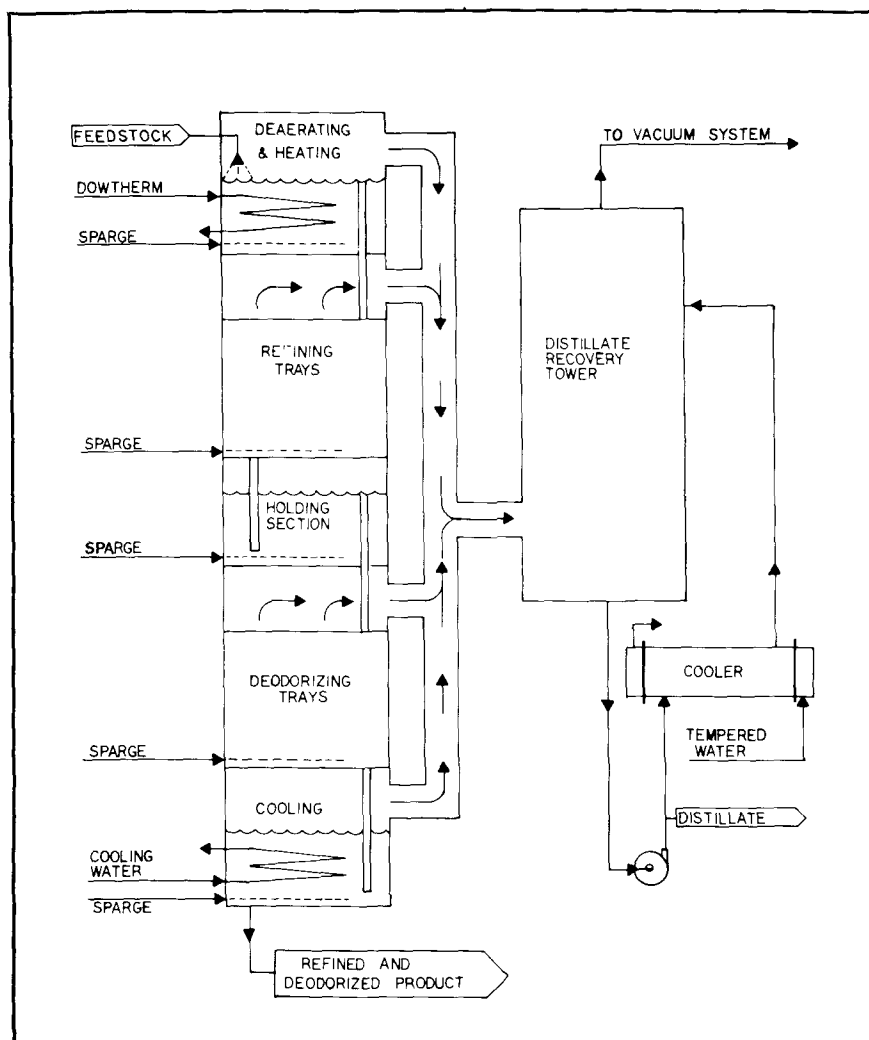 FEEDSTOCK
DEAERATING
& HEATING
TO VACUUM SYSTEM
DOWTHERM
SPARGE
REFINING
TRAYS
DISTILLATE
RECOVERY
TOWER
SPARGE
HOLDING
SECTION
SPARGE
DEODORIZING
TRAYS
COOLER
SPARGE
TEMPERED
WATER
COOLING
DISTILLATE
COOLING
WATER
SPARGE
REFINED AND
DEODORIZED PRODUCT